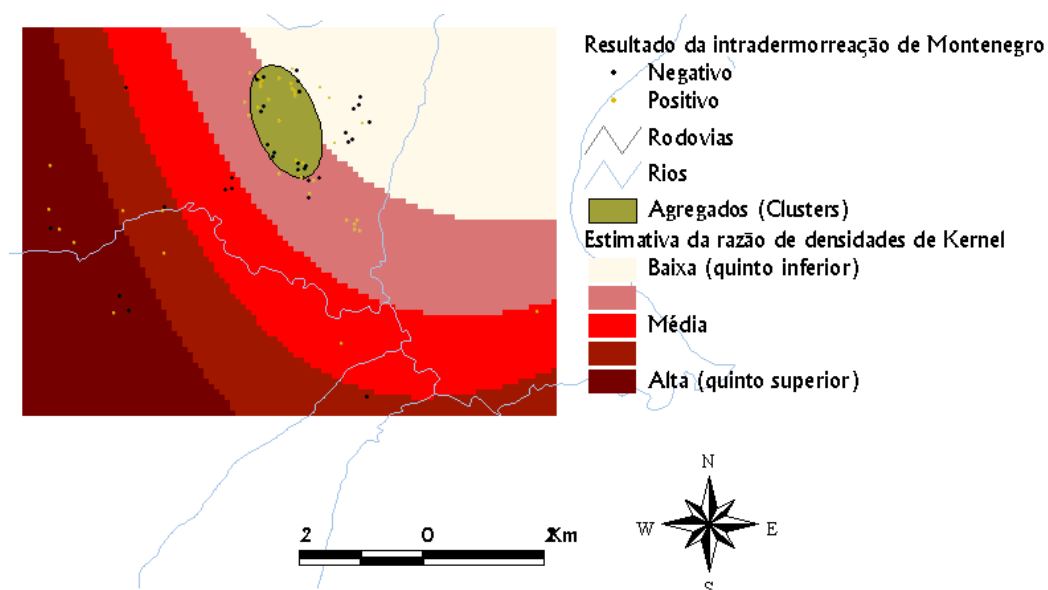 Resultado da intradermorreação de Montenegro
Negativo
Positivo
Rodovias
Rios
Agregados (Clusters)
Estimativa da razão de densidades de Kernel
Baixa (quinto inferior)
Média
Alta (quinto superior)
N
W E
S
2 0 2 Km